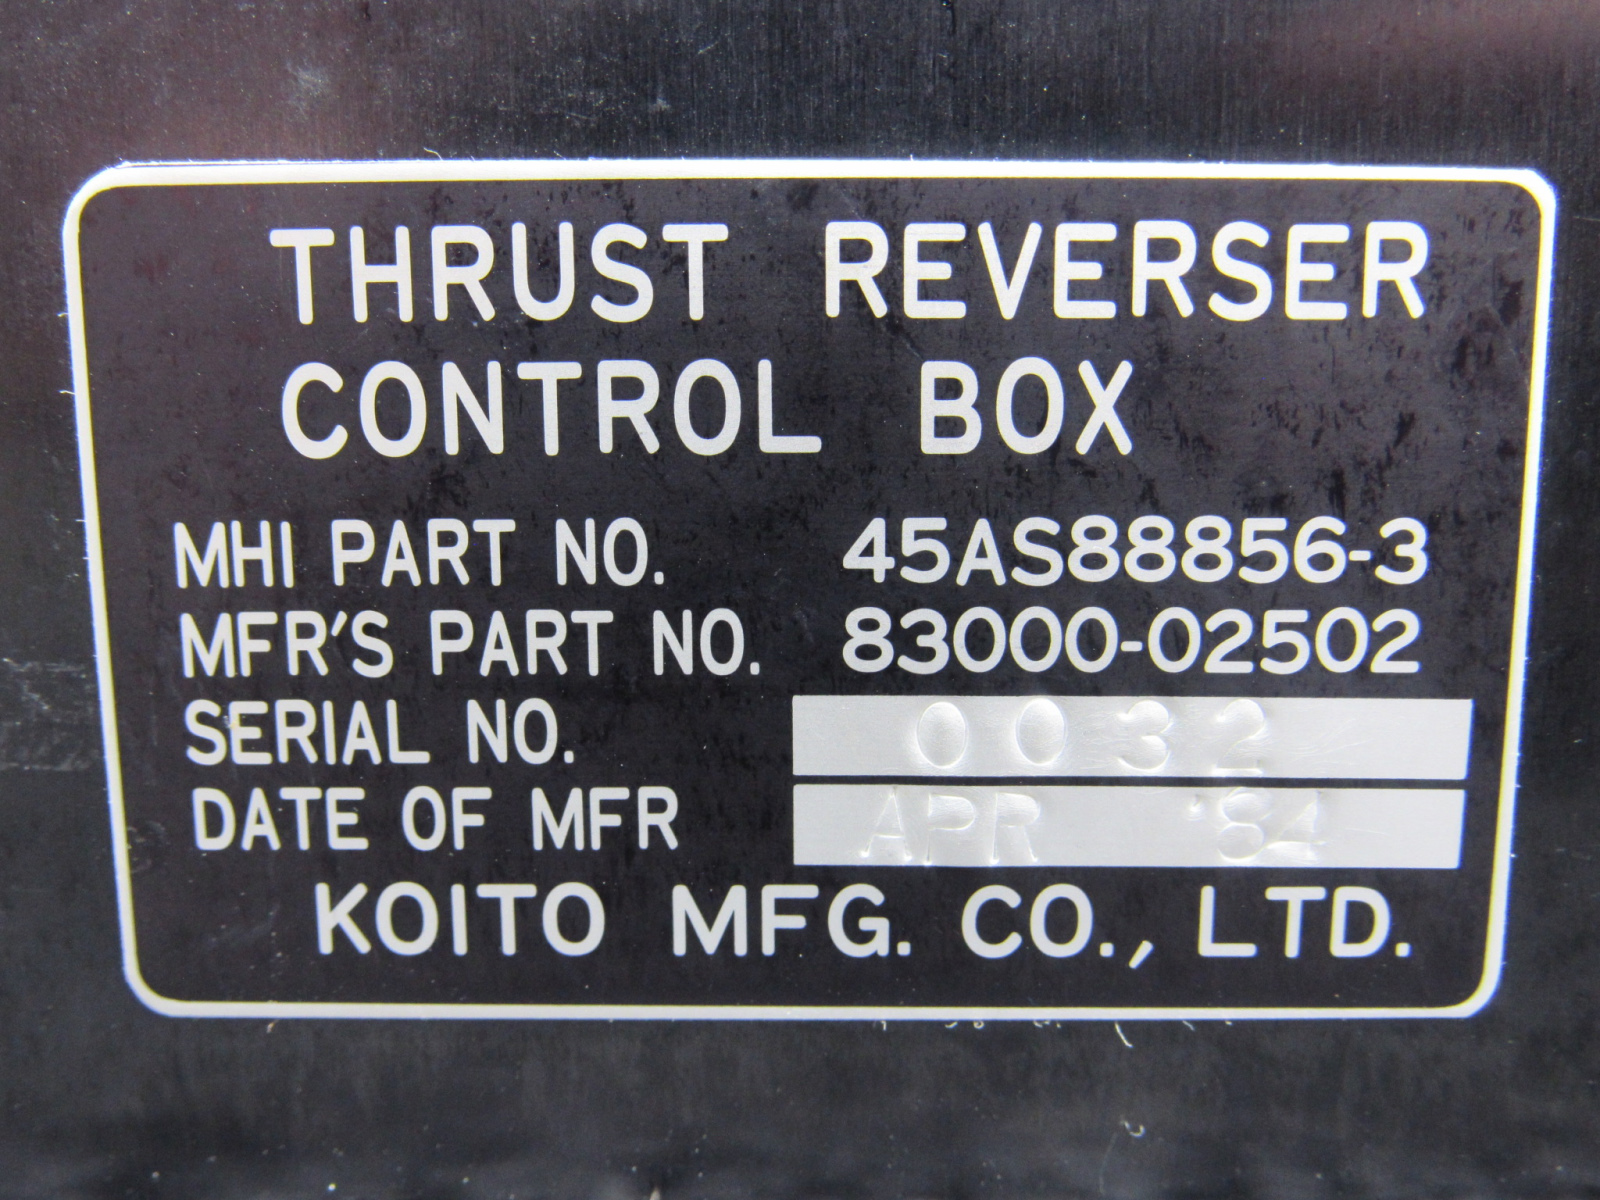 THRUST REVERSER
CONTROL BOX
MHI PART NO. 45AS88856-3
MFR'S PART NO. 83000-02502
SERIAL NO. 0032
DATE OF MFR APR '84
KOITO MFG. CO., LTD.